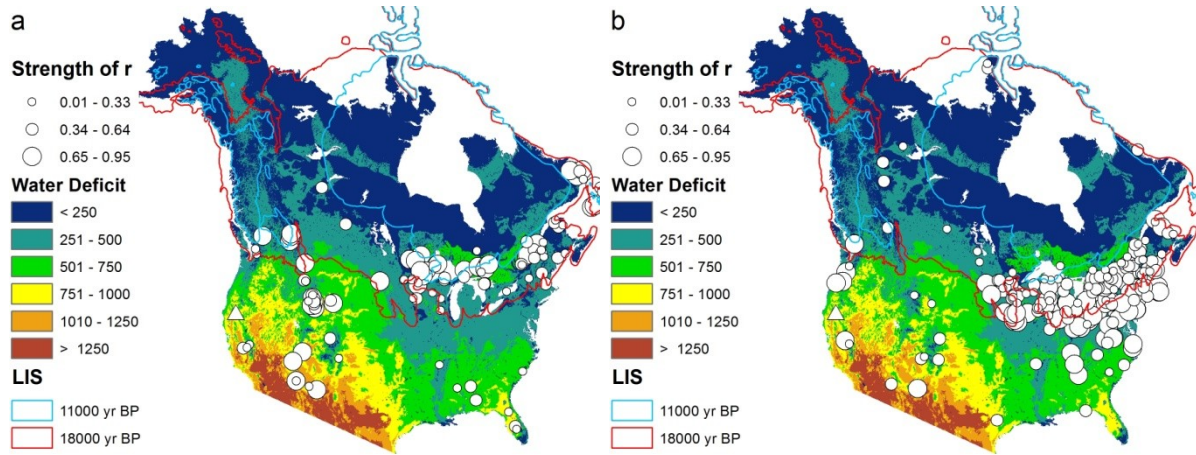 a
Strength of r
0.01 - 0.33
0.34 - 0.64
0.65 - 0.95
Water Deficit
< 250
251 - 500
501 - 750
751 - 1000
1010 - 1250
> 1250
LIS
11000 yr BP
18000 yr BP
b
Strength of r
0.01 - 0.33
0.34 - 0.64
0.65 - 0.95
Water Deficit
< 250
251 - 500
501 - 750
751 - 1000
1010 - 1250
> 1250
LIS
11000 yr BP
18000 yr BP